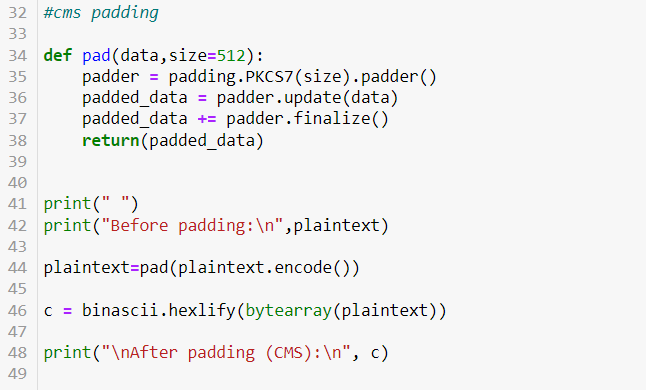 32 #cms padding
33
34 def pad(data,size=512):
35     padder = padding.PKCS7(size).padder()
36     padded_data = padder.update(data)
37     padded_data += padder.finalize()
38     return(padded_data)
39
40
41 print(" ")
42 print("Before padding:\n",plaintext)
43
44 plaintext=pad(plaintext.encode())
45
46 c = binascii.hexlify(bytearray(plaintext))
47
48 print("\nAfter padding (CMS):\n", c)
49